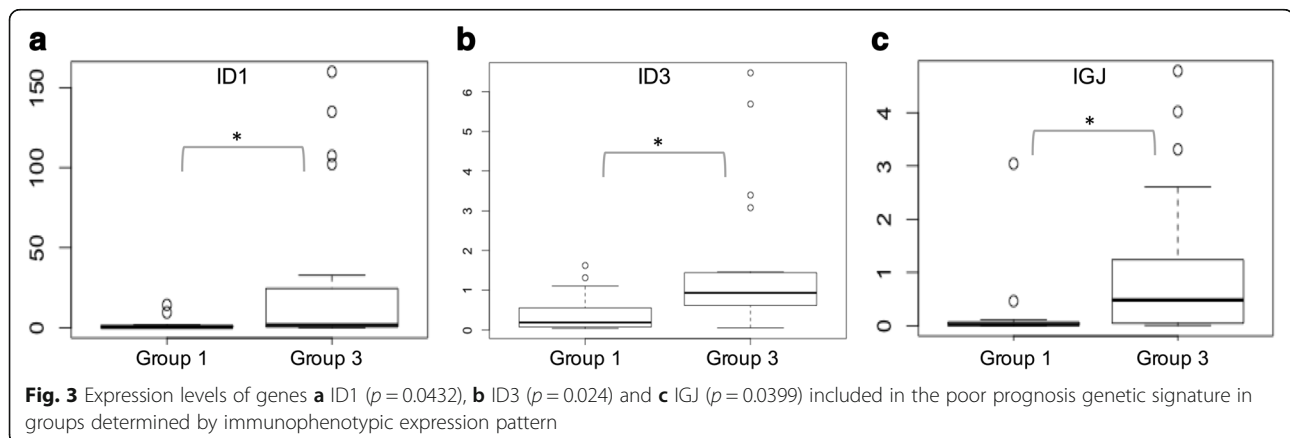 a
ID1
150
100
50
0
*
Group 1 Group 3
b
ID3
6
5
4
3
2
1
0
*
Group 1 Group 3
c
IGJ
4
3
2
1
0
*
Group 1 Group 3
Fig. 3 Expression levels of genes a ID1 (p = 0.0432), b ID3 (p = 0.024) and c IGJ (p = 0.0399) included in the poor prognosis genetic signature in
groups determined by immunophenotypic expression pattern